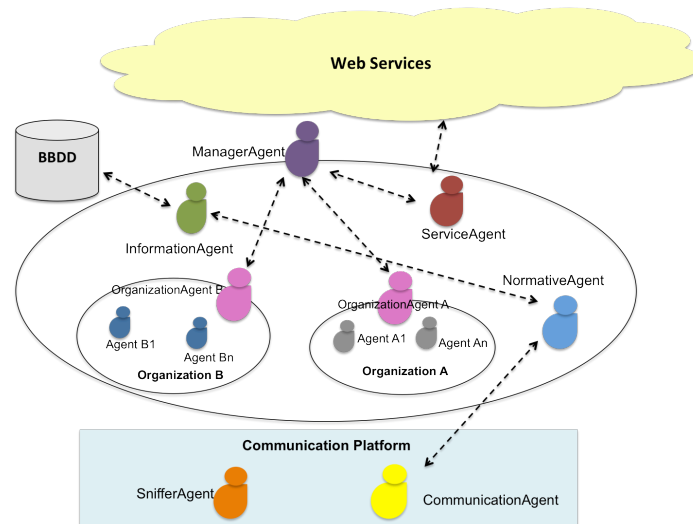 Web Services
BBDD
ManagerAgent
InformationAgent
ServiceAgent
NormativeAgent
OrganizationAgent B
OrganizationAgent A
Agent B1
Agent Bn
Agent A1
Agent An
Organization B
Organization A
Communication Platform
SnifferAgent
CommunicationAgent